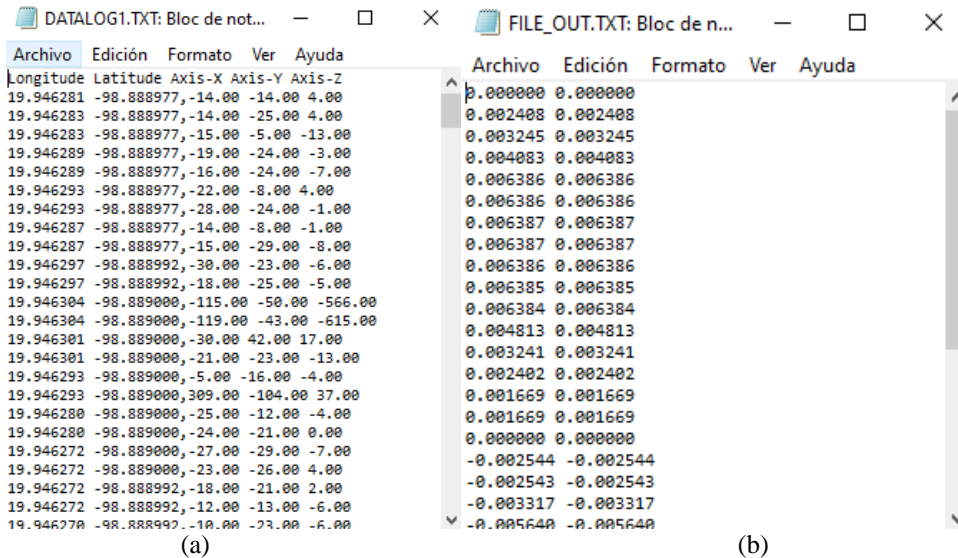 DATALOG1.TXT: Bloc de not...
Archivo Edición Formato Ver Ayuda
Longitude Latitude Axis-X Axis-Y Axis-Z
19.946281 -98.888977,-14.00 -14.00 4.00
19.946283 -98.888977,-14.00 -25.00 4.00
19.946283 -98.888977,-15.00 -5.00 -13.00
19.946289 -98.888977,-19.00 -24.00 -3.00
19.946289 -98.888977,-16.00 -24.00 -7.00
19.946293 -98.888977,-22.00 -8.00 4.00
19.946293 -98.888977,-28.00 -24.00 -1.00
19.946287 -98.888977,-14.00 -8.00 -1.00
19.946287 -98.888977,-15.00 -29.00 -8.00
19.946297 -98.888992,-30.00 -23.00 -6.00
19.946297 -98.888992,-18.00 -25.00 -5.00
19.946304 -98.889000,-115.00 -50.00 -566.00
19.946304 -98.889000,-119.00 -43.00 -615.00
19.946301 -98.889000,-30.00 42.00 17.00
19.946301 -98.889000,-21.00 -23.00 -13.00
19.946293 -98.889000,-5.00 -16.00 -4.00
19.946293 -98.889000,309.00 -104.00 37.00
19.946280 -98.889000,-25.00 -12.00 -4.00
19.946280 -98.889000,-24.00 -21.00 0.00
19.946272 -98.889000,-27.00 -29.00 -7.00
19.946272 -98.889000,-23.00 -26.00 4.00
19.946272 -98.888992,-18.00 -21.00 2.00
19.946272 -98.888992,-12.00 -13.00 -6.00
19.946270 -98.888992,-10.00 -23.00 -6.00
(a)
FILE_OUT.TXT: Bloc de n...
Archivo Edición Formato Ver Ayuda
0.000000 0.000000
0.002408 0.002408
0.003245 0.003245
0.004083 0.004083
0.006386 0.006386
0.006386 0.006386
0.006387 0.006387
0.006387 0.006387
0.006386 0.006386
0.006385 0.006385
0.006384 0.006384
0.004813 0.004813
0.003241 0.003241
0.002402 0.002402
0.001669 0.001669
0.001669 0.001669
0.000000 0.000000
-0.002544 -0.002544
-0.002543 -0.002543
-0.003317 -0.003317
-0.005640 -0.005640
(b)